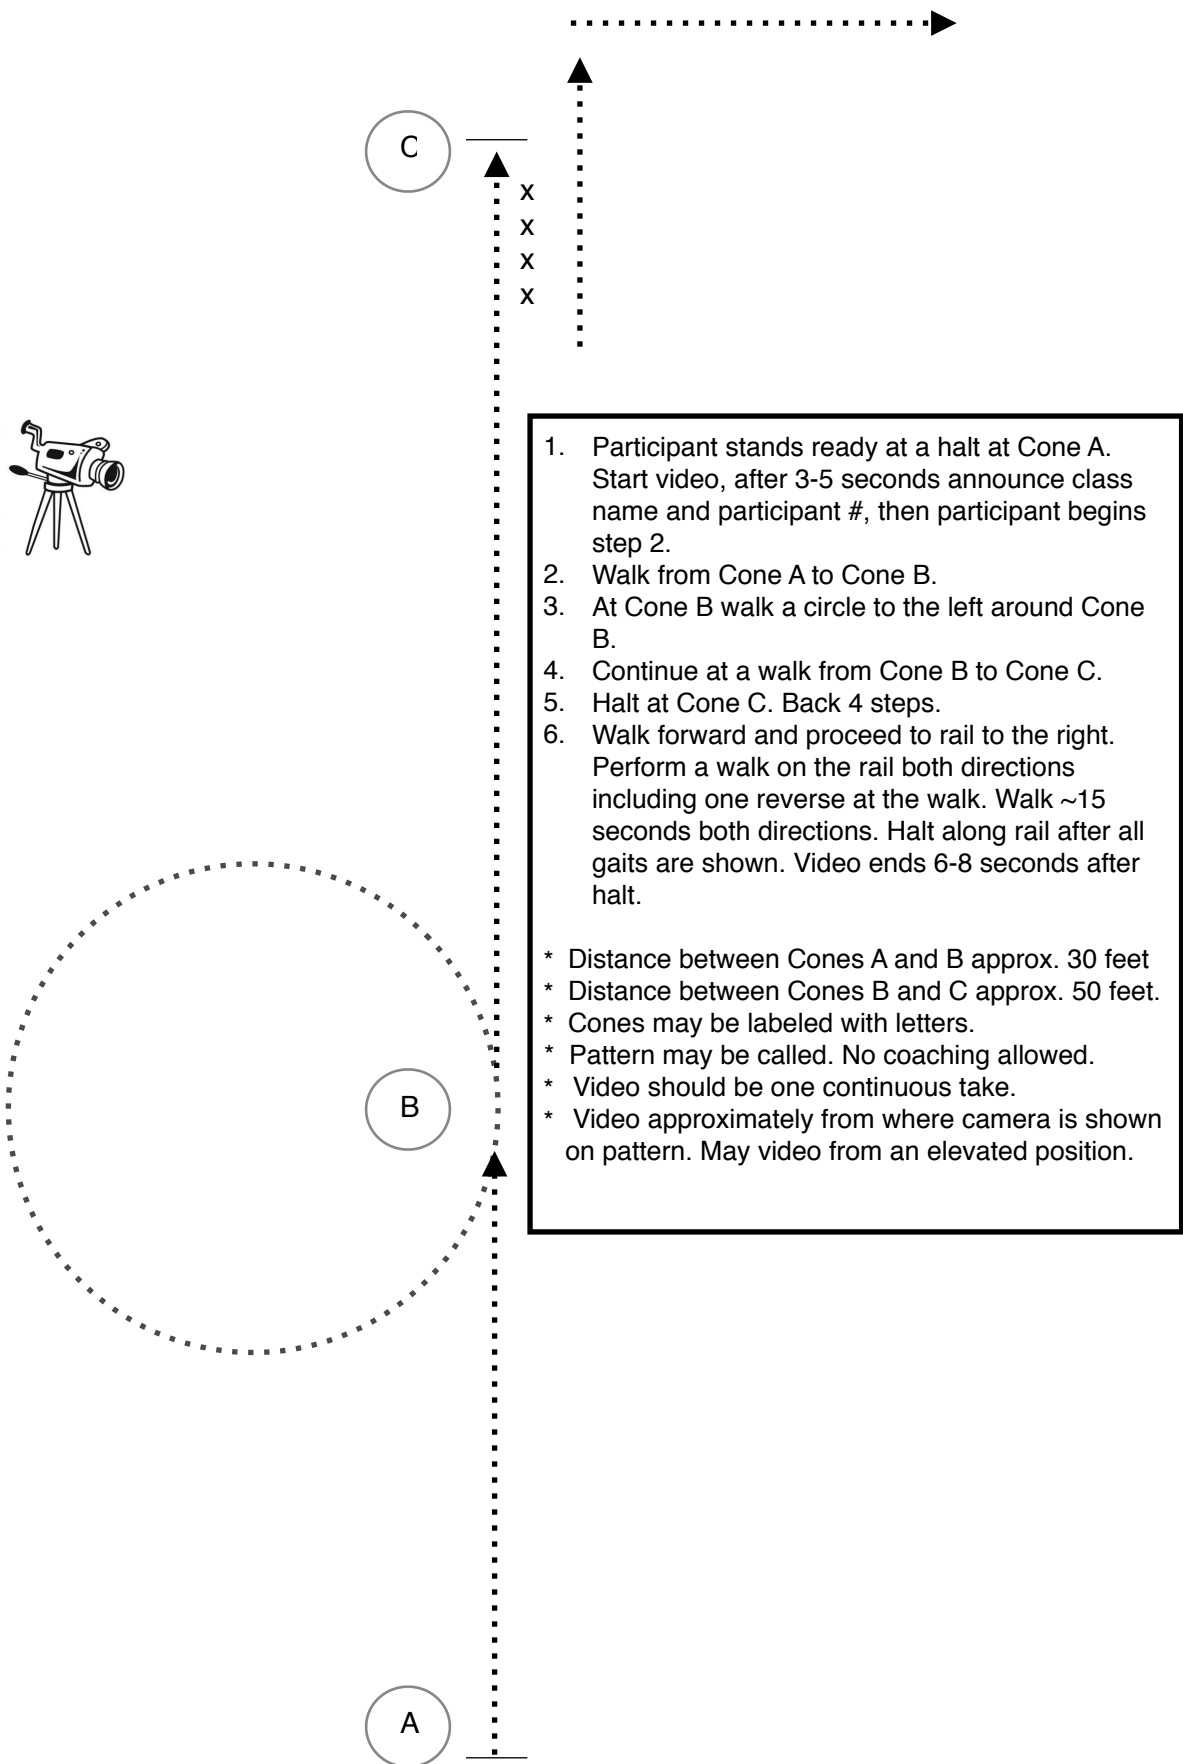 C
x
x
x
x
1. Participant stands ready at a halt at Cone A.
Start video, after 3-5 seconds announce class
name and participant #, then participant begins
step 2.
2. Walk from Cone A to Cone B.
3. At Cone B walk a circle to the left around Cone
B.
4. Continue at a walk from Cone B to Cone C.
5. Halt at Cone C. Back 4 steps.
6. Walk forward and proceed to rail to the right.
Perform a walk on the rail both directions
including one reverse at the walk. Walk ~15
seconds both directions. Halt along rail after all
gaits are shown. Video ends 6-8 seconds after
halt.
* Distance between Cones A and B approx. 30 feet
* Distance between Cones B and C approx. 50 feet.
* Cones may be labeled with letters.
* Pattern may be called. No coaching allowed.
* Video should be one continuous take.
* Video approximately from where camera is shown
on pattern. May video from an elevated position.
B
A